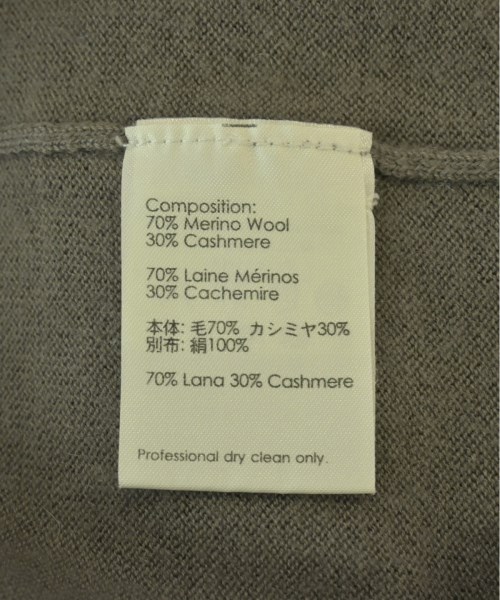 Composition:
70% Merino Wool
30% Cashmere
70% Laine Mérinos
30% Cachemire
本体: 毛70% カシミヤ30%
別布: 絹100%
70% Lana 30% Cashmere
Professional dry clean only.